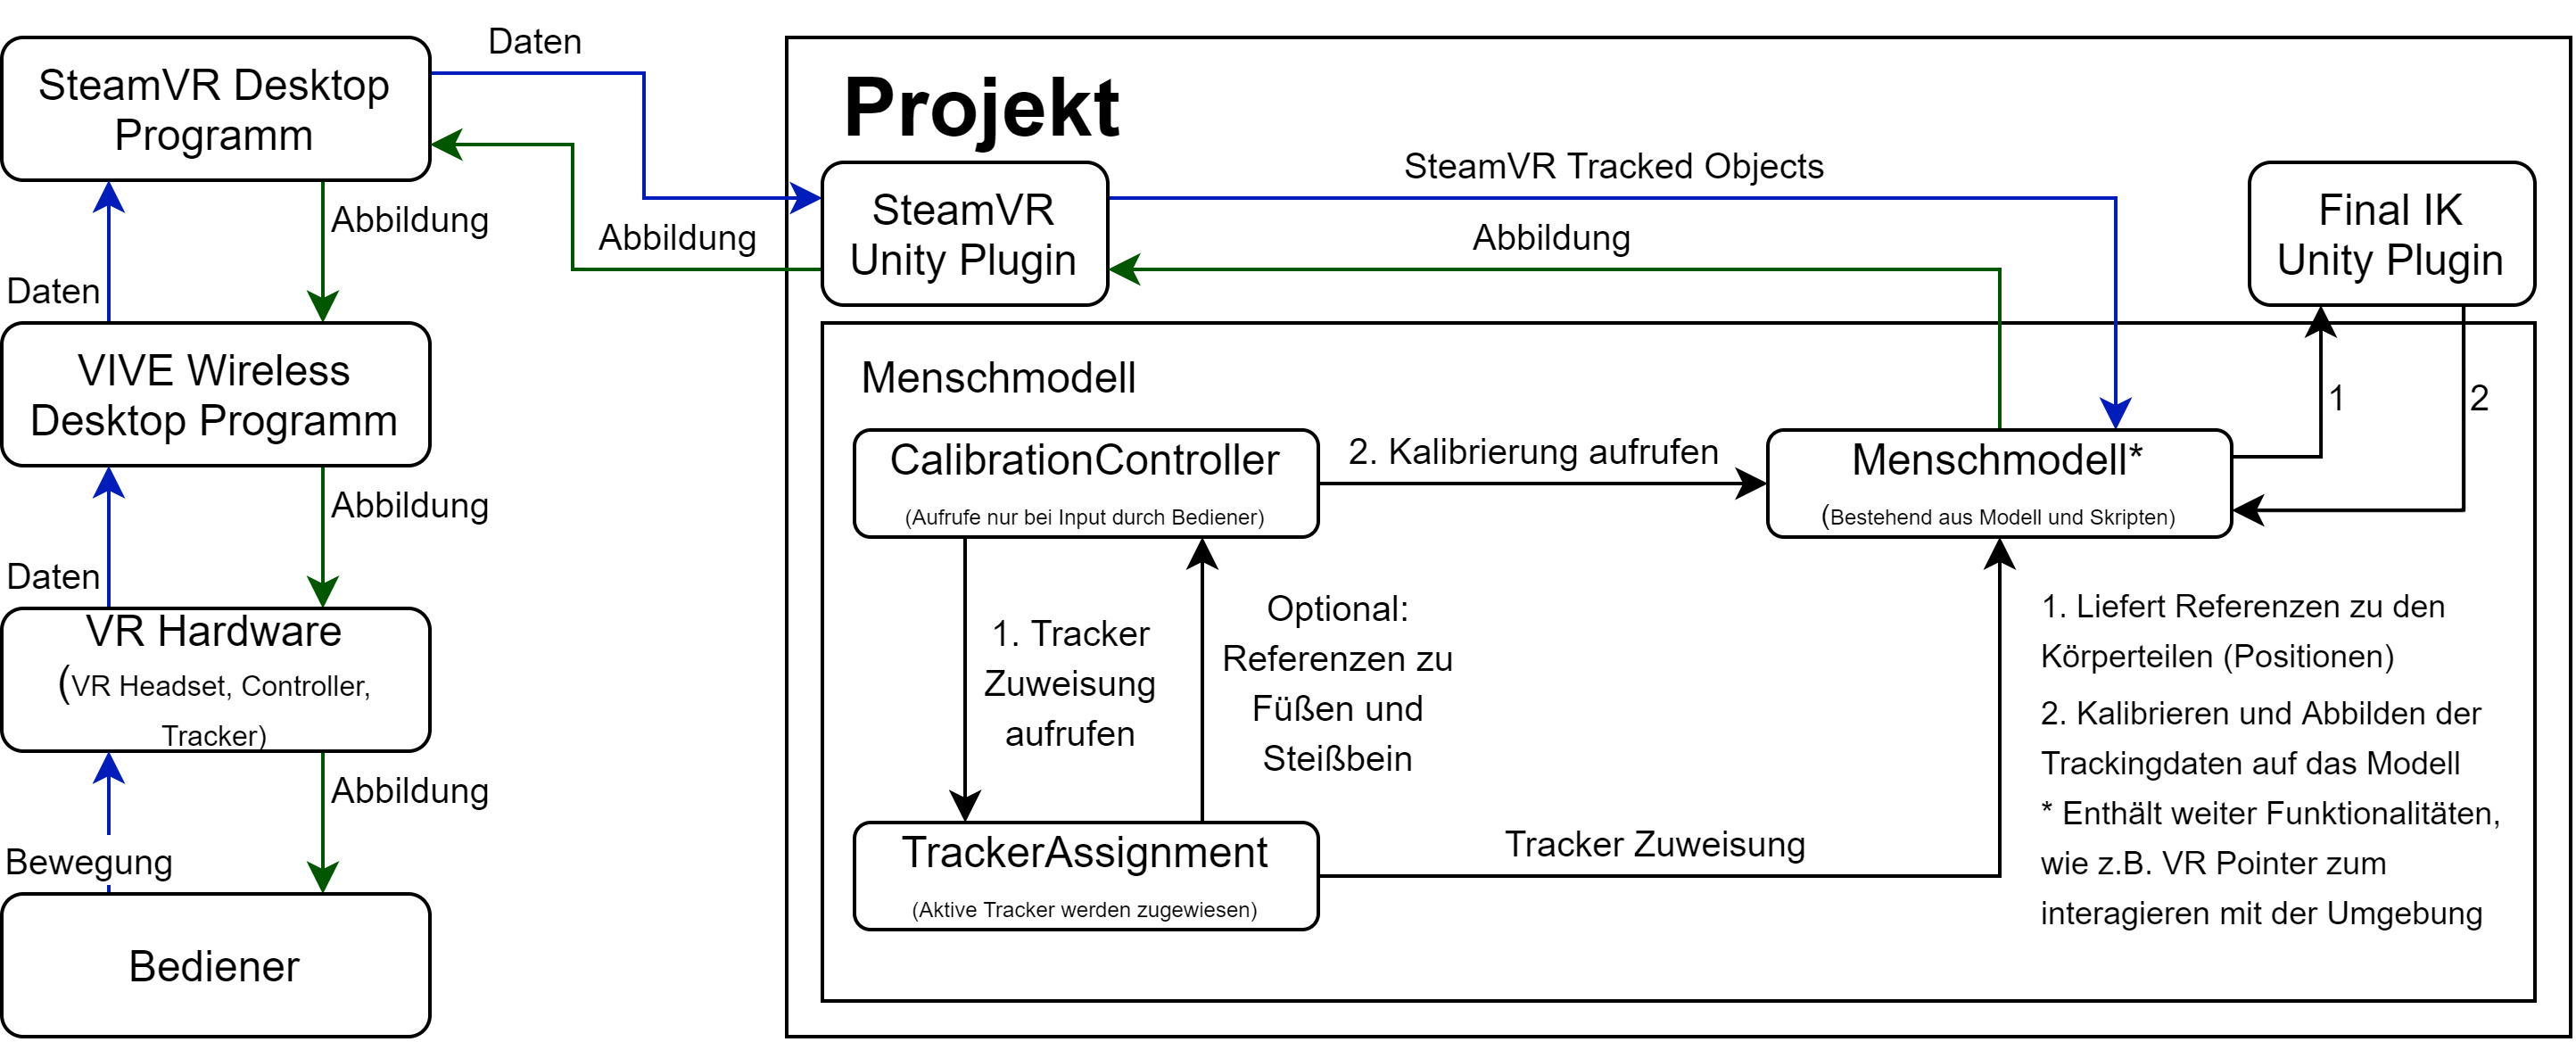 Daten
SteamVR Desktop
Programm
Abbildung
Daten
VIVE Wireless
Desktop Programm
Abbildung
Daten
VR Hardware
(VR Headset, Controller,
Tracker)
Abbildung
Bewegung
Bediener
Abbildung
Projekt
SteamVR
Unity Plugin
SteamVR Tracked Objects
Abbildung
Final IK
Unity Plugin
1
2
Menschmodell
CalibrationController
(Aufrufe nur bei Input durch Bediener)
2. Kalibrierung aufrufen
Menschmodell*
(Bestehend aus Modell und Skripten)
1. Tracker
Zuweisung
aufrufen
Optional:
Referenzen zu
Füßen und
Steißbein
TrackerAssignment
(Aktive Tracker werden zugewiesen)
Tracker Zuweisung
1. Liefert Referenzen zu den
Körperteilen (Positionen)
2. Kalibrieren und Abbilden der
Trackingdaten auf das Modell
* Enthält weiter Funktionalitäten,
wie z.B. VR Pointer zum
interagieren mit der Umgebung